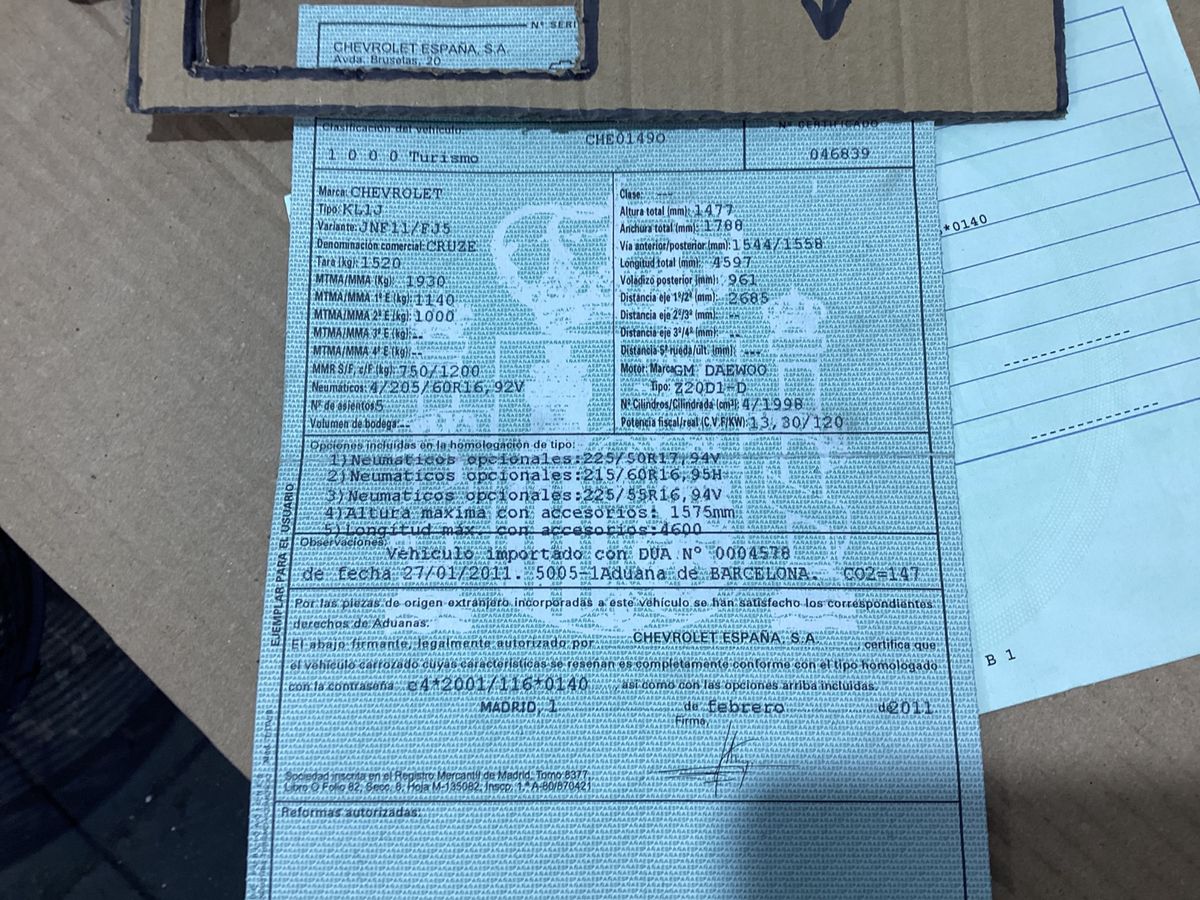 Nº SERI
CHEVROLET ESPAÑA, S.A.
Avda. Bruselas, 20
Clasificación del vehículo:
CHE0149O
Nº CERTIFICADO
1 0 0 0 Turismo
046839
Marca: CHEVROLET
Tipo: KL1J
Variante: JNF11/FJ5
Denominación comercial: CRUZE
Tara (kg): 1520
MTMA/MMA (Kg): 1930
MTMA/MMA 1º E (kg): 1140
MTMA/MMA 2º E (kg): 1000
MTMA/MMA 3º E (kg): --
MTMA/MMA 4º E (kg): --
MMR S/F, c/F (kg): 750/1200
Neumáticos: 4/205/60R16,92V
Nº de asientos 5
Volumen de bodega: --
Clase: ---
Altura total (mm): 1477
Anchura total (mm): 1788
Vía anterior/posterior (mm): 1544/1558
Longitud total (mm): 4597
Voladizo posterior (mm): 961
Distancia eje 1º/2º (mm): 2685
Distancia eje 2º/3º (mm): --
Distancia eje 3º/4º (mm): --
Distancia 5ª rueda/últ. (mm): ---
Motor: Marca GM DAEWOO
Tipo: Z20D1-D
Nº Cilindros/Cilindrada (cm³): 4/1998
Potencia fiscal/real (C.V.F/KW): 13,30/120
Opciones incluidas en la homologación de tipo:
1)Neumaticos opcionales:225/50R17,94V
2)Neumaticos opcionales:215/60R16,95H
3)Neumaticos opcionales:225/55R16,94V
4)Altura maxima con accesorios: 1575mm
5)Longitud máx. con accesorios:4600
Observaciones:
Vehiculo importado con DUA Nº 0004578
de fecha 27/01/2011. 5005-1Aduana de BARCELONA. CO2=147
Por las piezas de origen extranjero incorporadas a este vehículo se han satisfecho los correspondientes
derechos de Aduanas.
El abajo firmante, legalmente autorizado por CHEVROLET ESPAÑA, S.A. certifica que
el vehículo carrozado cuyas características se reseñan es completamente conforme con el tipo homologado
con la contraseña e4*2001/116*0140 , así como con las opciones arriba incluidas.
MADRID, 1 de febrero de 2011
Firma,
Sociedad inscrita en el Registro Mercantil de Madrid, Tomo 8377,
Libro O Folio 82, Secc. 8, Hoja M-135082, Inscp. 1.ª A-80/870421
Reformas autorizadas:
EJEMPLAR PARA EL USUARIO
*0140
B 1